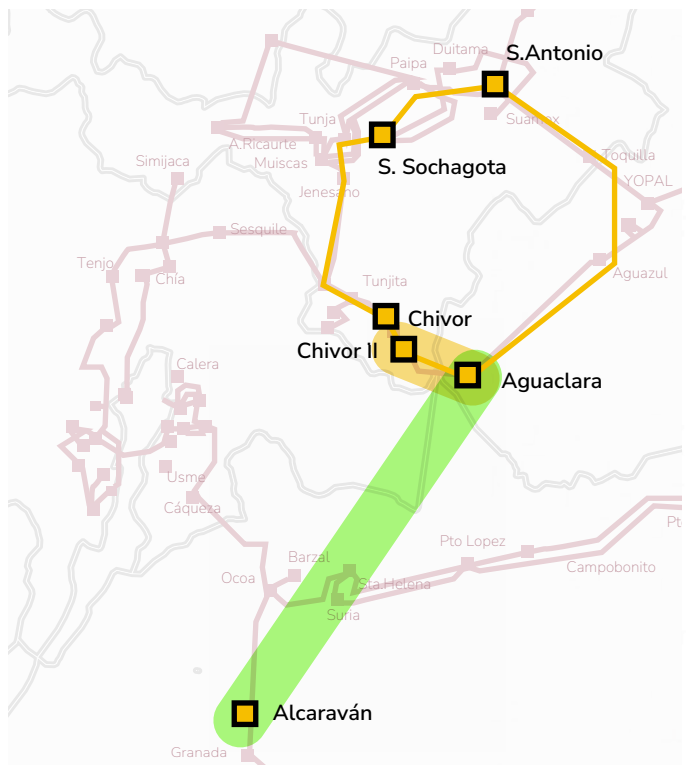 S.Antonio
Duitama
Paipa
Suamox
Tunja
A.Ricaurte
Muiscas
S. Sochagota
Toquilla
Simijaca
Jenesano
YOPAL
Sesquile
Tenjo
Chía
Aguazul
Tunjita
Chivor
Chivor II
Calera
Aguaclara
Usme
Cáqueza
Pt
Pto Lopez
Barzal
Campobonito
Ocoa
Sta.Helena
Suria
Alcaraván
Granada